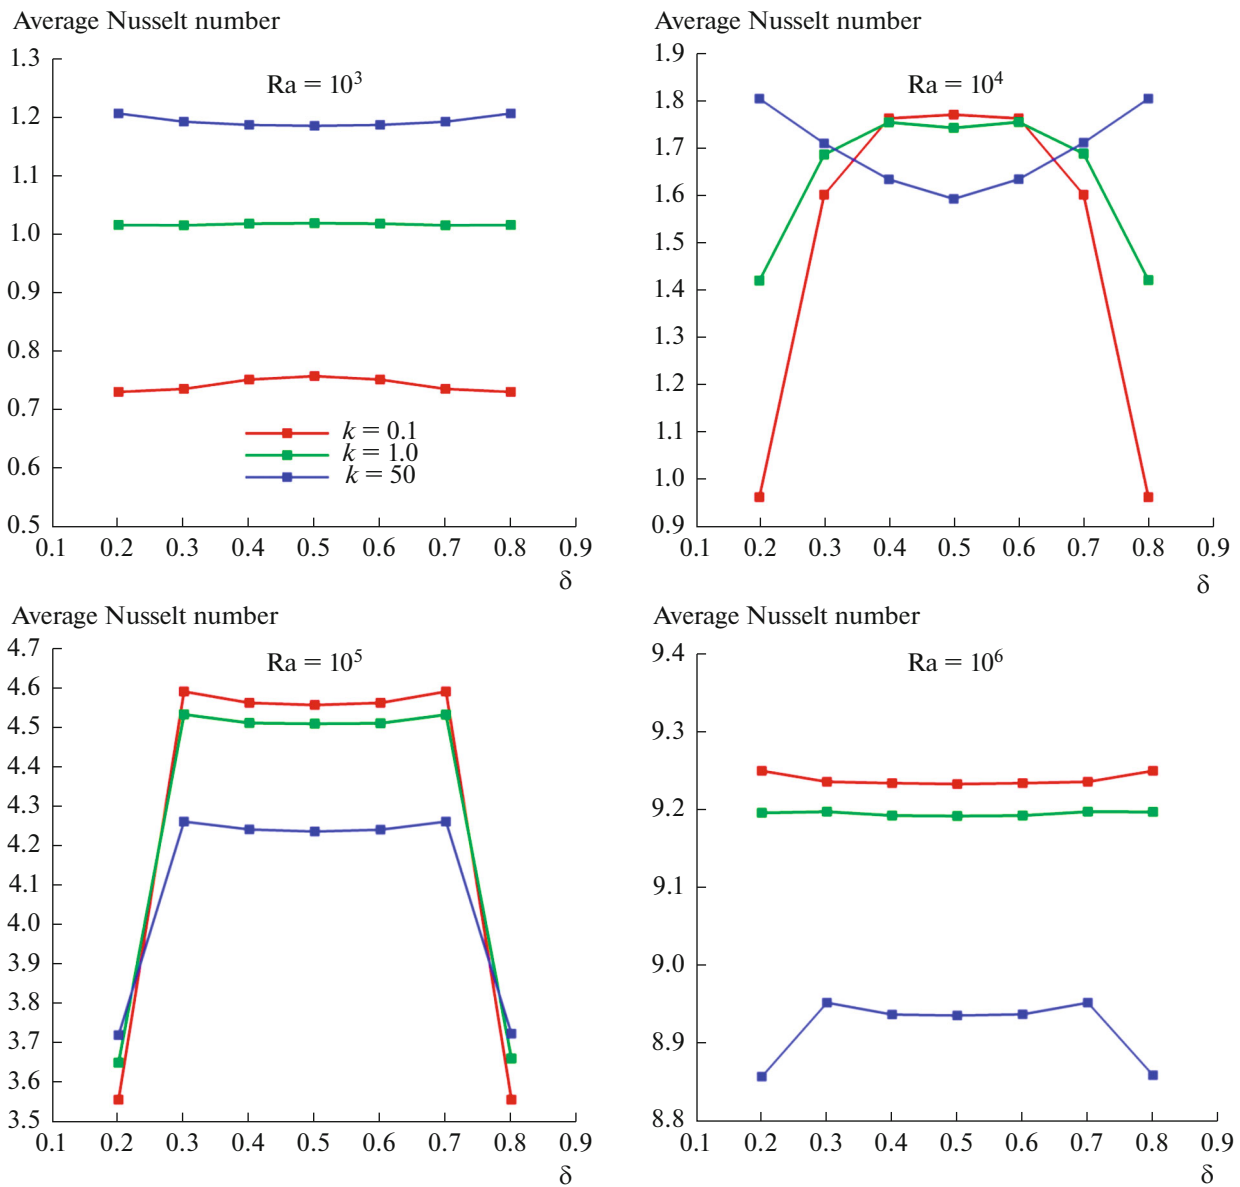 Average Nusselt number
Ra = 10³
1.3
1.2
1.1
1.0
0.9
0.8
0.7
0.6
0.5
k = 0.1
k = 1.0
k = 50
0.1 0.2 0.3 0.4 0.5 0.6 0.7 0.8 0.9
δ
Average Nusselt number
Ra = 10⁴
1.9
1.8
1.7
1.6
1.5
1.4
1.3
1.2
1.1
1.0
0.9
0.1 0.2 0.3 0.4 0.5 0.6 0.7 0.8 0.9
δ
Average Nusselt number
Ra = 10⁵
4.7
4.6
4.5
4.4
4.3
4.2
4.1
4.0
3.9
3.8
3.7
3.6
3.5
0.1 0.2 0.3 0.4 0.5 0.6 0.7 0.8 0.9
δ
Average Nusselt number
Ra = 10⁶
9.4
9.3
9.2
9.1
9.0
8.9
8.8
0.1 0.2 0.3 0.4 0.5 0.6 0.7 0.8 0.9
δ